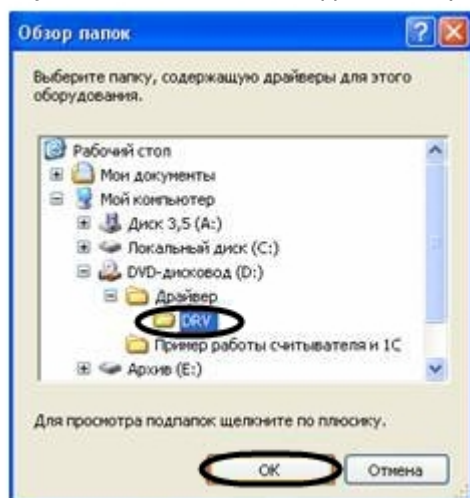 Обзор папок
Выберите папку, содержащую драйверы для этого
оборудования.
Рабочий стол
Мои документы
Мой компьютер
Диск 3,5 (A:)
Локальный диск (C:)
DVD-дисковод (D:)
Драйвер
DRV
Пример работы считывателя и 1С
Архив (E:)
Для просмотра подпапок щелкните по плюсику.
ОК Отмена